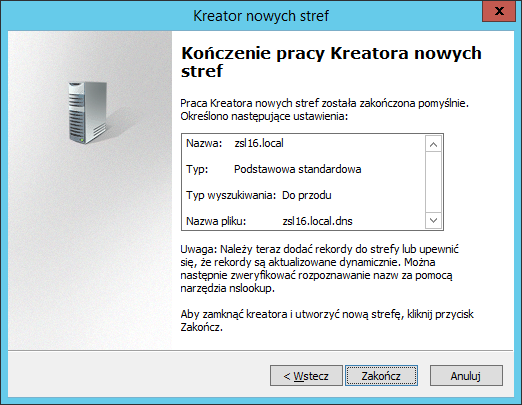 Kreator nowych stref
x
Kończenie pracy Kreatora nowych
stref
Praca Kreatora nowych stref została zakończona pomyślnie.
Określono następujące ustawienia:
Nazwa: zsl16.local
Typ: Podstawowa standardowa
Typ wyszukiwania: Do przodu
Nazwa pliku: zsl16.local.dns
Uwaga: Należy teraz dodać rekordy do strefy lub upewnić
się, że rekordy są aktualizowane dynamicznie. Można
następnie zweryfikować rozpoznawanie nazw za pomocą
narzędzia nslookup.
Aby zamknąć kreatora i utworzyć nową strefę, kliknij przycisk
Zakończ.
< Wstecz Zakończ Anuluj